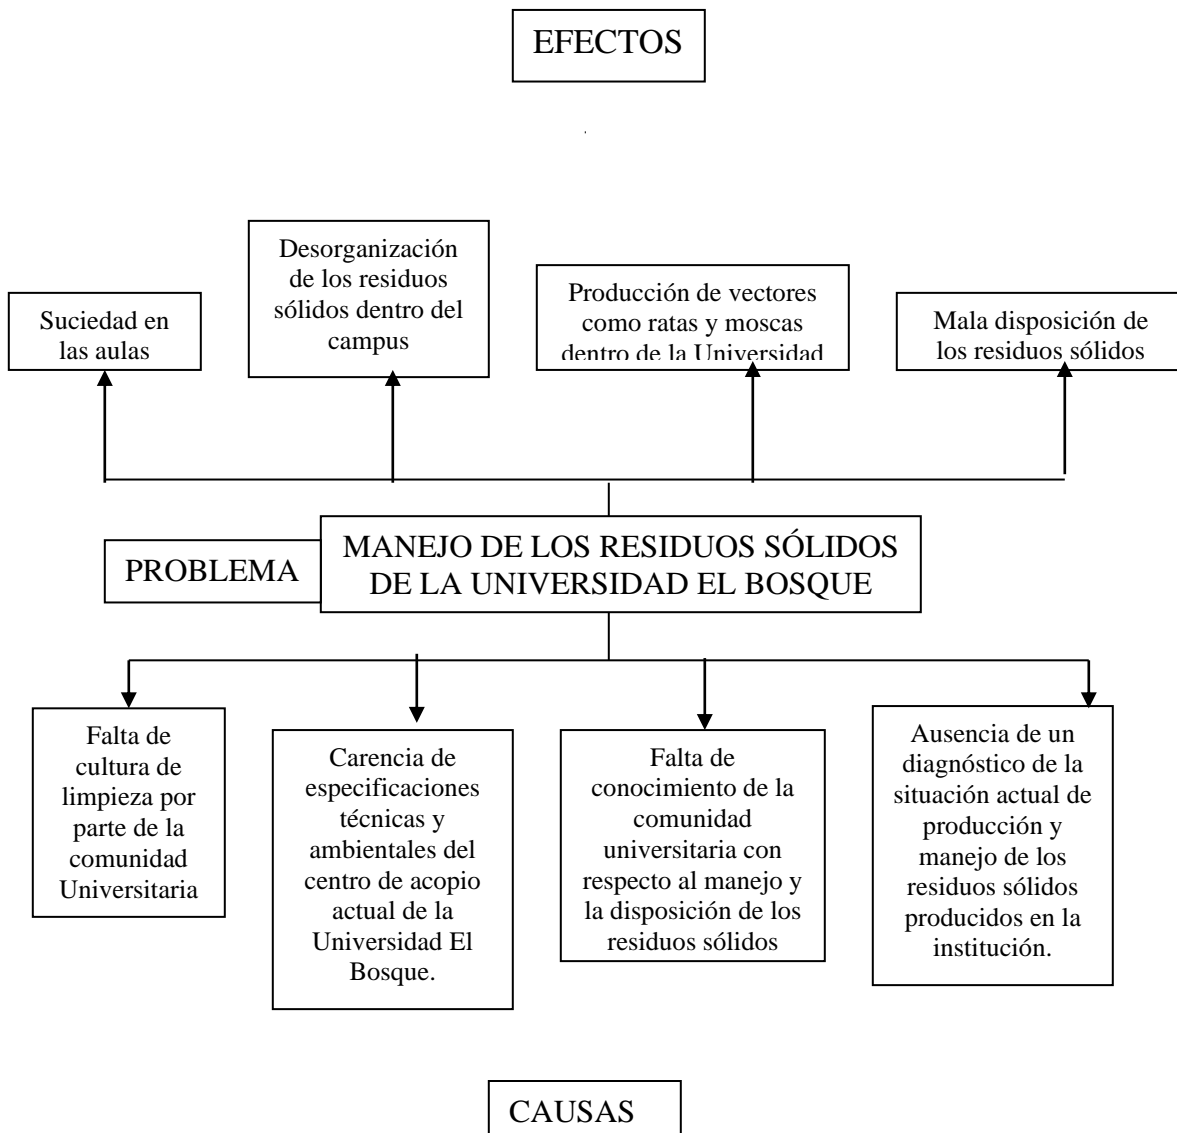 EFECTOS
Suciedad en
las aulas
Desorganización
de los residuos
sólidos dentro del
campus
Producción de vectores
como ratas y moscas
dentro de la Universidad
Mala disposición de
los residuos sólidos
PROBLEMA
MANEJO DE LOS RESIDUOS SÓLIDOS
DE LA UNIVERSIDAD EL BOSQUE
Falta de
cultura de
limpieza por
parte de la
comunidad
Universitaria
Carencia de
especificaciones
técnicas y
ambientales del
centro de acopio
actual de la
Universidad El
Bosque.
Falta de
conocimiento de la
comunidad
universitaria con
respecto al manejo y
la disposición de los
residuos sólidos
Ausencia de un
diagnóstico de la
situación actual de
producción y
manejo de los
residuos sólidos
producidos en la
institución.
CAUSAS